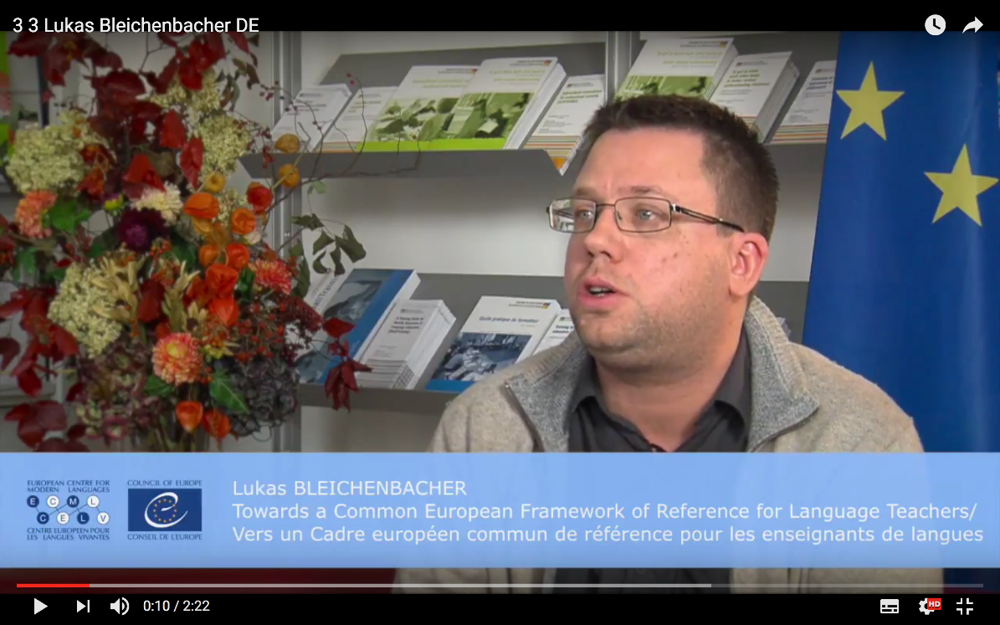 3 3 Lukas Bleichenbacher DE
Guide pratique du formateur
EUROPEAN CENTRE FOR
MODERN LANGUAGES
E C M L
C E L V
CENTRE EUROPEEN POUR
LES LANGUES VIVANTES
COUNCIL OF EUROPE
CONSEIL DE L'EUROPE
Lukas BLEICHENBACHER
Towards a Common European Framework of Reference for Language Teachers/
Vers un Cadre européen commun de référence pour les enseignants de langues
0:10 / 2:22
HD